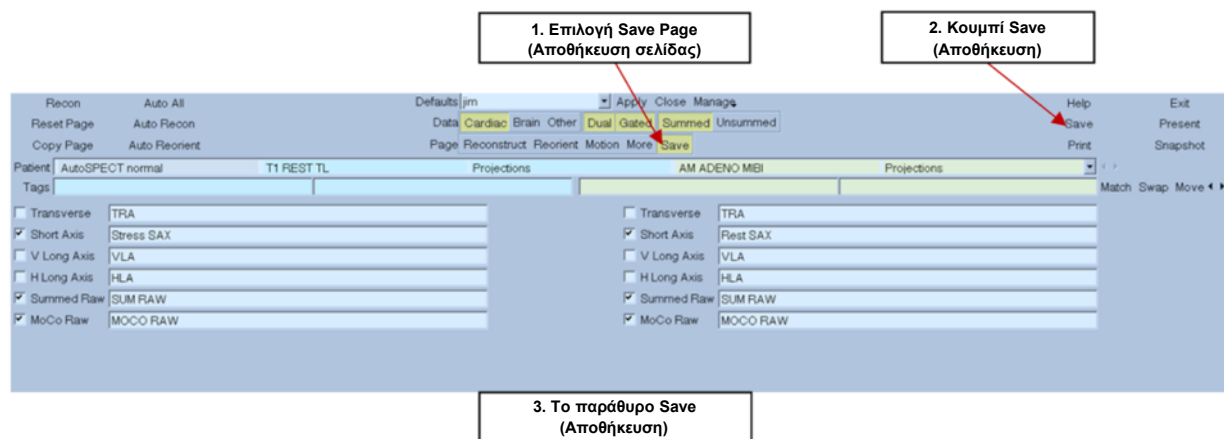 1. Επιλογή Save Page
(Αποθήκευση σελίδας)
2. Κουμπί Save
(Αποθήκευση)
Recon Auto All Defaults jim Apply Close Manage Help Exit
Reset Page Auto Recon Data Cardiac Brain Other Dual Gated Summed Unsummed Save Present
Copy Page Auto Reorient Page Reconstruct Reorient Motion More Save Print Snapshot
Patient AutoSPECT normal T1 REST TL Projections AM ADENO MIBI Projections
Tags Match Swap Move
Transverse TRA Transverse TRA
Short Axis Stress SAX Short Axis Rest SAX
V Long Axis VLA V Long Axis VLA
H Long Axis HLA H Long Axis HLA
Summed Raw SUM RAW Summed Raw SUM RAW
MoCo Raw MOCO RAW MoCo Raw MOCO RAW
3. Το παράθυρο Save
(Αποθήκευση)